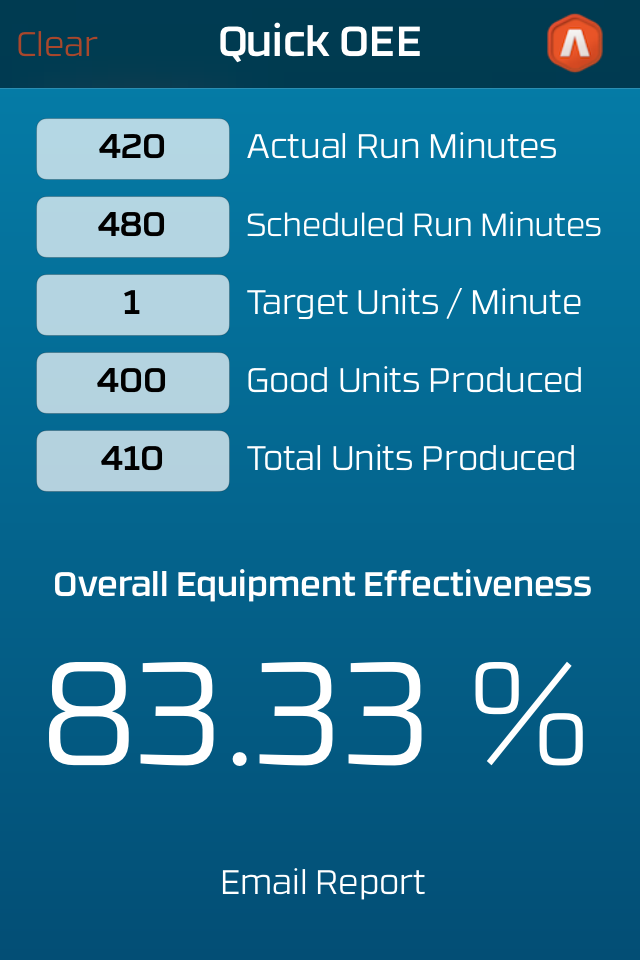 Clear Quick OEE
420 Actual Run Minutes
480 Scheduled Run Minutes
1 Target Units / Minute
400 Good Units Produced
410 Total Units Produced
Overall Equipment Effectiveness
83.33 %
Email Report